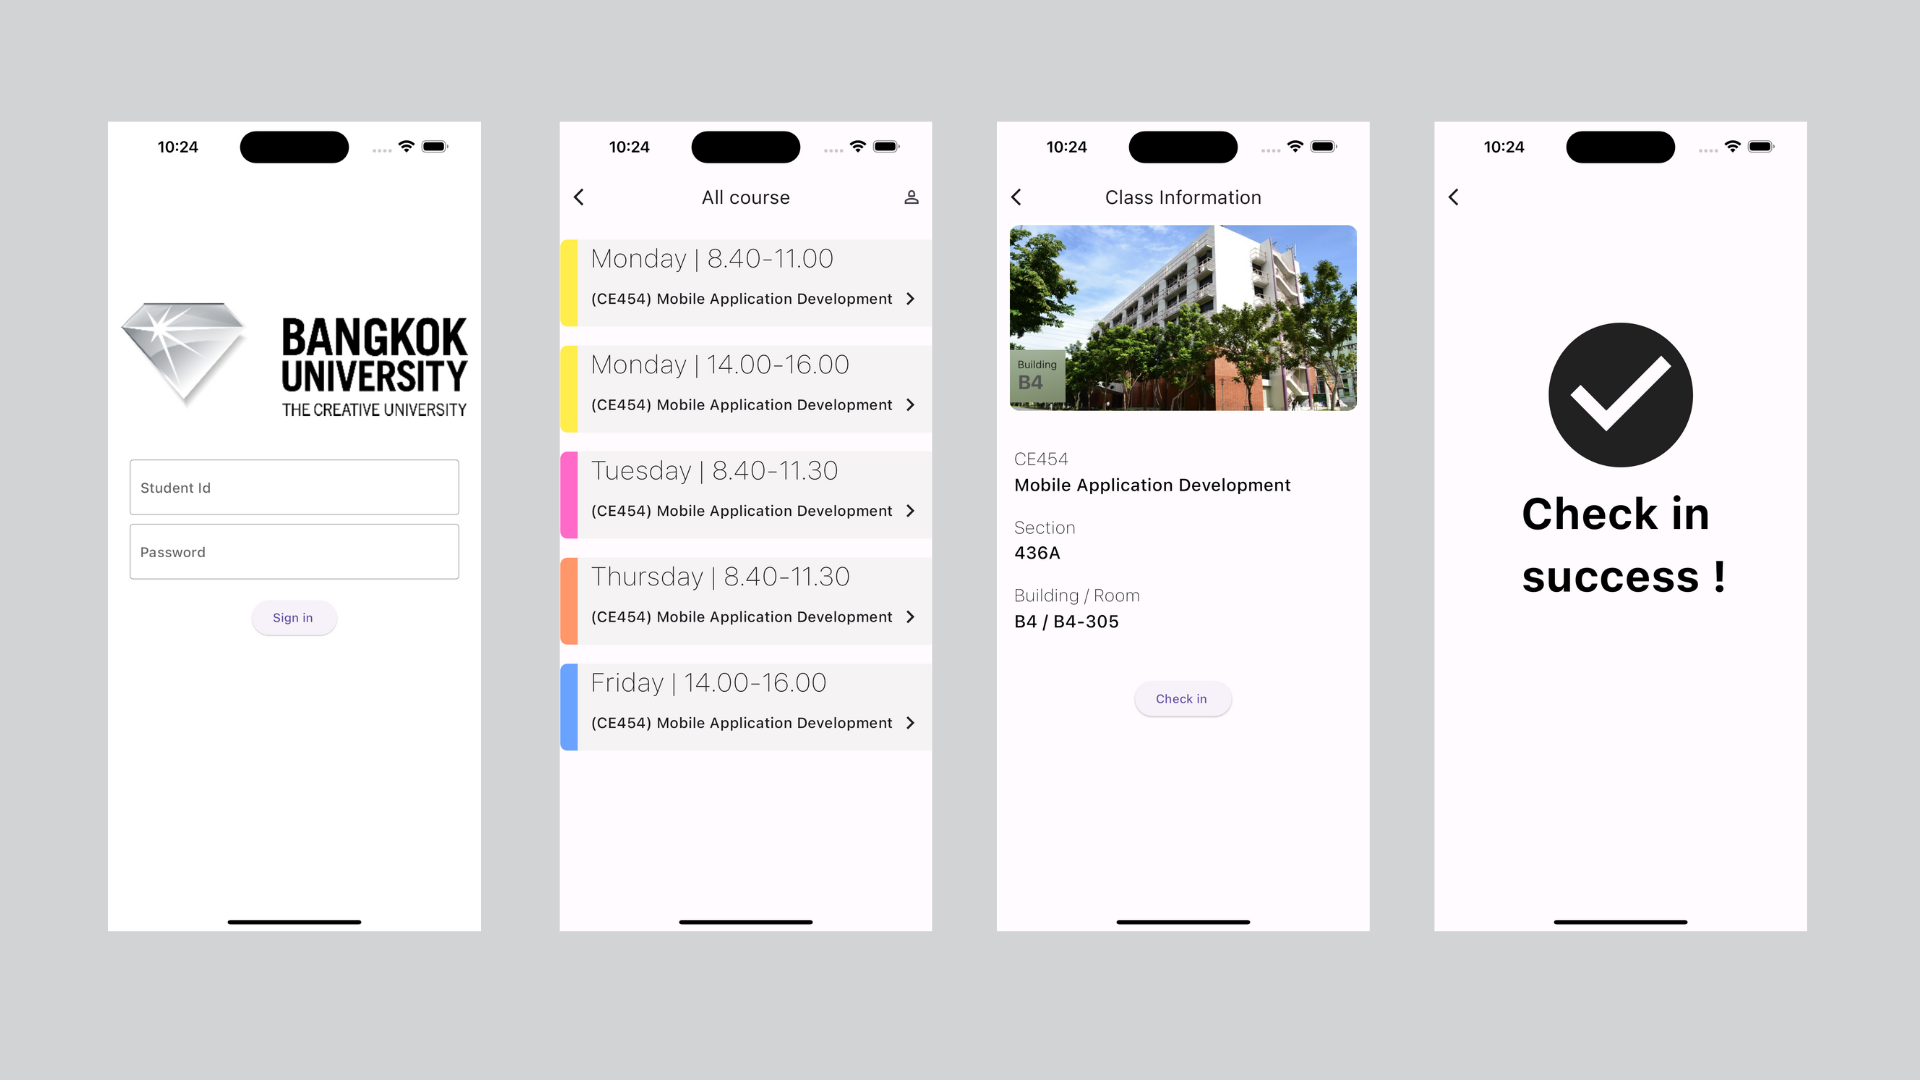 10:24
BANGKOK
UNIVERSITY
THE CREATIVE UNIVERSITY
Student Id
Password
Sign in
10:24
All course
Monday | 8.40-11.00
(CE454) Mobile Application Development
Monday | 14.00-16.00
(CE454) Mobile Application Development
Tuesday | 8.40-11.30
(CE454) Mobile Application Development
Thursday | 8.40-11.30
(CE454) Mobile Application Development
Friday | 14.00-16.00
(CE454) Mobile Application Development
10:24
Class Information
Building
B4
CE454
Mobile Application Development
Section
436A
Building / Room
B4 / B4-305
Check in
10:24
Check in
success !